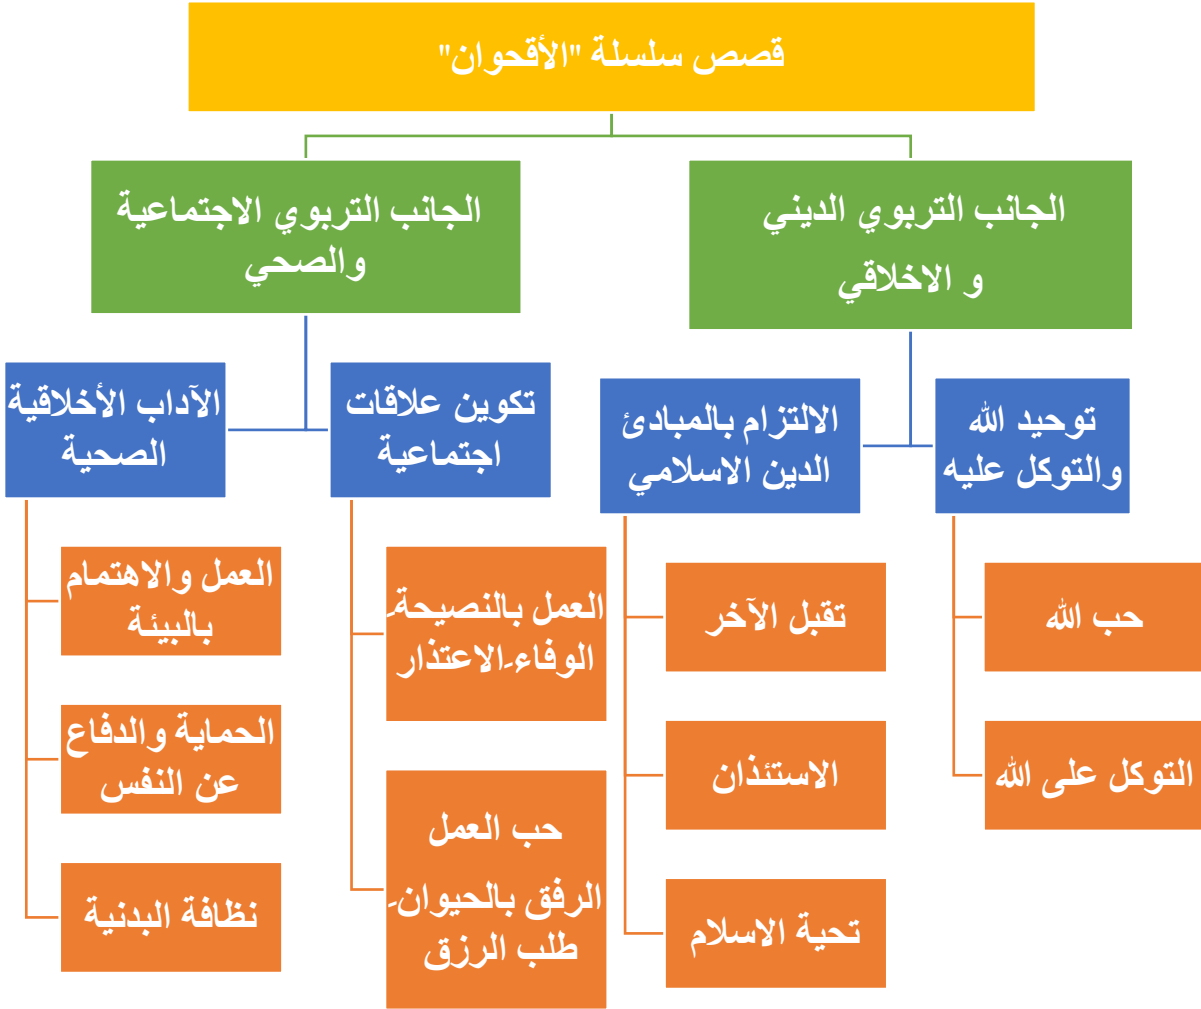 قصص سلسلة "الأقحوان"
الجانب التربوي الديني
و الاخلاقي
الجانب التربوي الاجتماعية
والصحي
توحيد الله
والتوكل عليه
الالتزام بالمبادئ
الدين الاسلامي
تكوين علاقات
اجتماعية
الآداب الأخلاقية
الصحية
حب الله
التوكل على الله
تقبل الآخر
الاستئذان
تحية الاسلام
العمل بالنصيحة-
الوفاء-الاعتذار
حب العمل
الرفق بالحيوان-
طلب الرزق
العمل والاهتمام
بالبيئة
الحماية والدفاع
عن النفس
نظافة البدنية